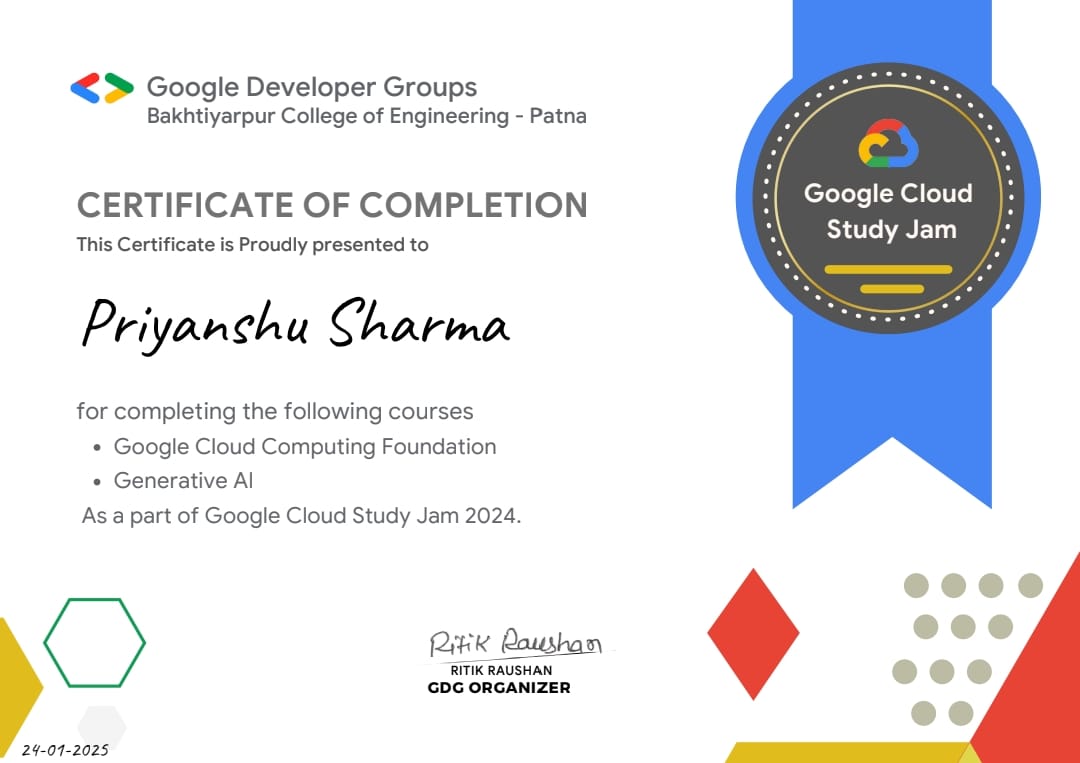 Google Developer Groups
Bakhtiyarpur College of Engineering - Patna
Google Cloud
Study Jam
CERTIFICATE OF COMPLETION
This Certificate is Proudly presented to
Priyanshu Sharma
for completing the following courses
• Google Cloud Computing Foundation
• Generative AI
As a part of Google Cloud Study Jam 2024.
Ritik Raushan
RITIK RAUSHAN
GDG ORGANIZER
24-01-2025